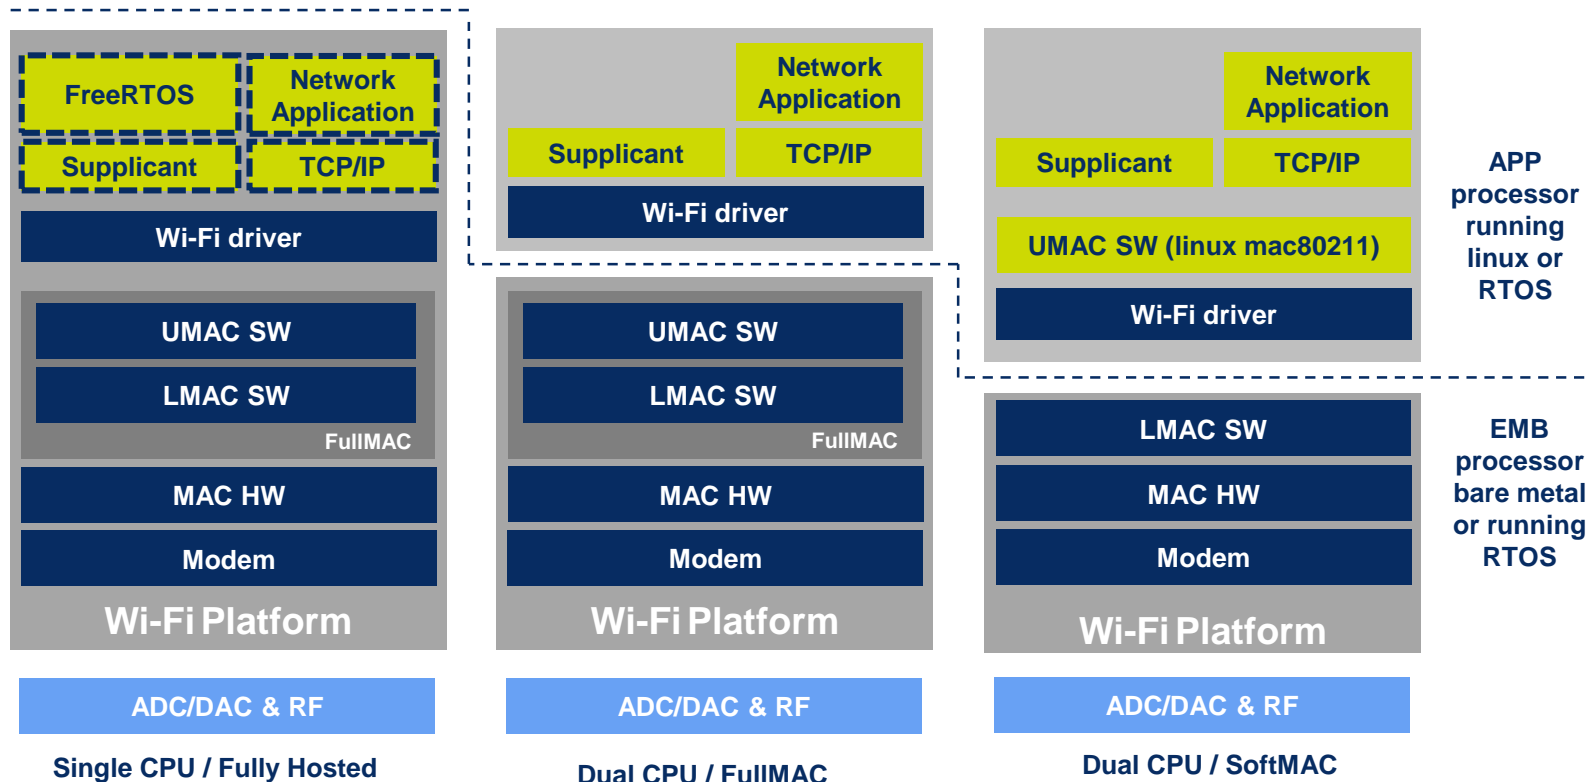 FreeRTOS
Network
Application
Supplicant
TCP/IP
Wi-Fi driver
UMAC SW
LMAC SW
FullMAC
MAC HW
Modem
Wi-Fi Platform
ADC/DAC & RF
Single CPU / Fully Hosted
Network
Application
Supplicant
TCP/IP
Wi-Fi driver
UMAC SW
LMAC SW
FullMAC
MAC HW
Modem
Wi-Fi Platform
ADC/DAC & RF
Dual CPU / FullMAC
Network
Application
Supplicant
TCP/IP
UMAC SW (linux mac80211)
Wi-Fi driver
LMAC SW
MAC HW
Modem
Wi-Fi Platform
ADC/DAC & RF
Dual CPU / SoftMAC
APP
processor
running
linux or
RTOS
EMB
processor
bare metal
or running
RTOS